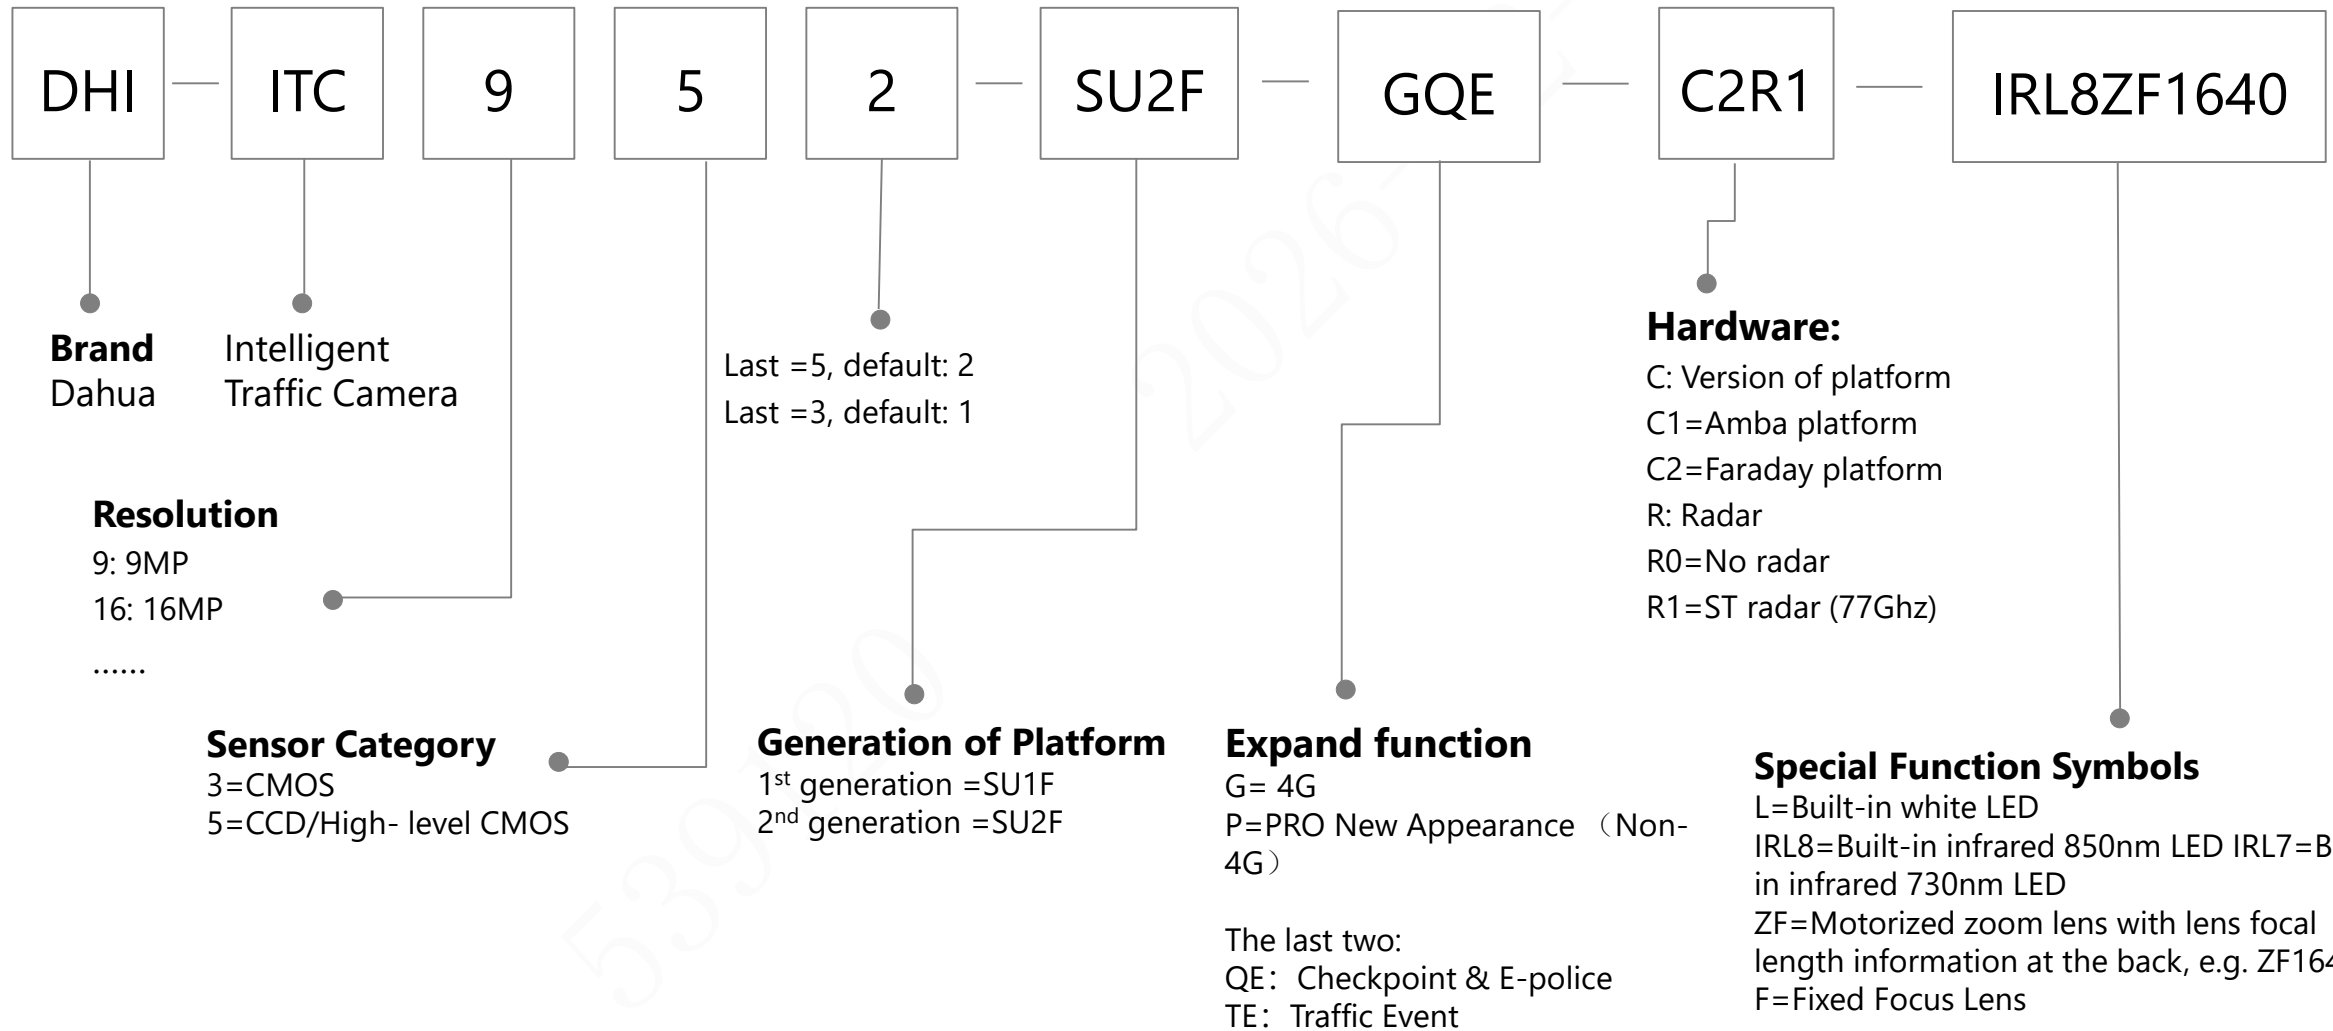 DHI — ITC 9 5 2 — SU2F — GQE — C2R1 — IRL8ZF1640
Brand
Dahua
Intelligent
Traffic Camera
Last =5, default: 2
Last =3, default: 1
Hardware:
C: Version of platform
C1=Amba platform
C2=Faraday platform
R: Radar
R0=No radar
R1=ST radar (77Ghz)
Resolution
9: 9MP
16: 16MP
......
Sensor Category
3=CMOS
5=CCD/High- level CMOS
Generation of Platform
1st generation =SU1F
2nd generation =SU2F
Expand function
G= 4G
P=PRO New Appearance （Non-
4G）
The last two:
QE： Checkpoint & E-police
TE： Traffic Event
Special Function Symbols
L=Built-in white LED
IRL8=Built-in infrared 850nm LED IRL7=B
in infrared 730nm LED
ZF=Motorized zoom lens with lens focal
length information at the back, e.g. ZF164
F=Fixed Focus Lens